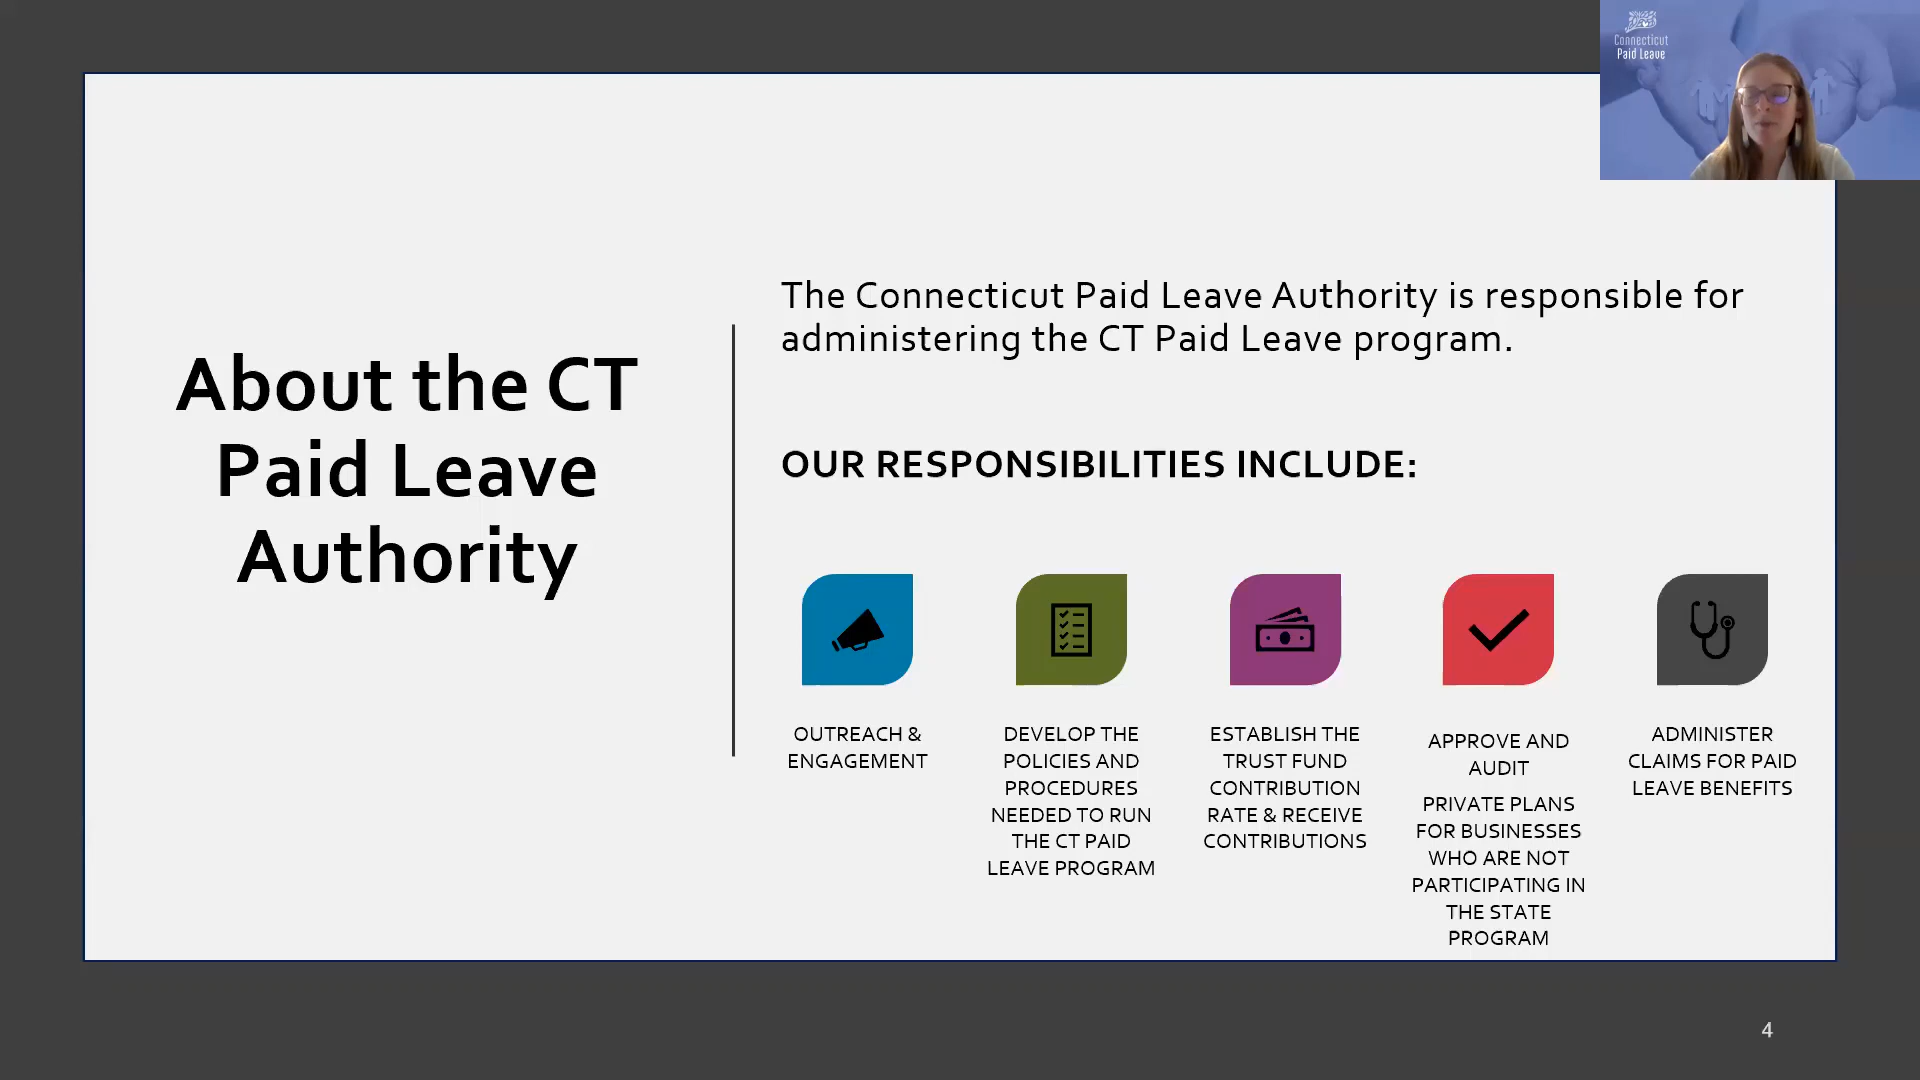 Connecticut
Paid Leave
About the CT
Paid Leave
Authority
The Connecticut Paid Leave Authority is responsible for
administering the CT Paid Leave program.
OUR RESPONSIBILITIES INCLUDE:
OUTREACH &
ENGAGEMENT
DEVELOP THE
POLICIES AND
PROCEDURES
NEEDED TO RUN
THE CT PAID
LEAVE PROGRAM
ESTABLISH THE
TRUST FUND
CONTRIBUTION
RATE & RECEIVE
CONTRIBUTIONS
APPROVE AND
AUDIT
PRIVATE PLANS
FOR BUSINESSES
WHO ARE NOT
PARTICIPATING IN
THE STATE
PROGRAM
ADMINISTER
CLAIMS FOR PAID
LEAVE BENEFITS
4